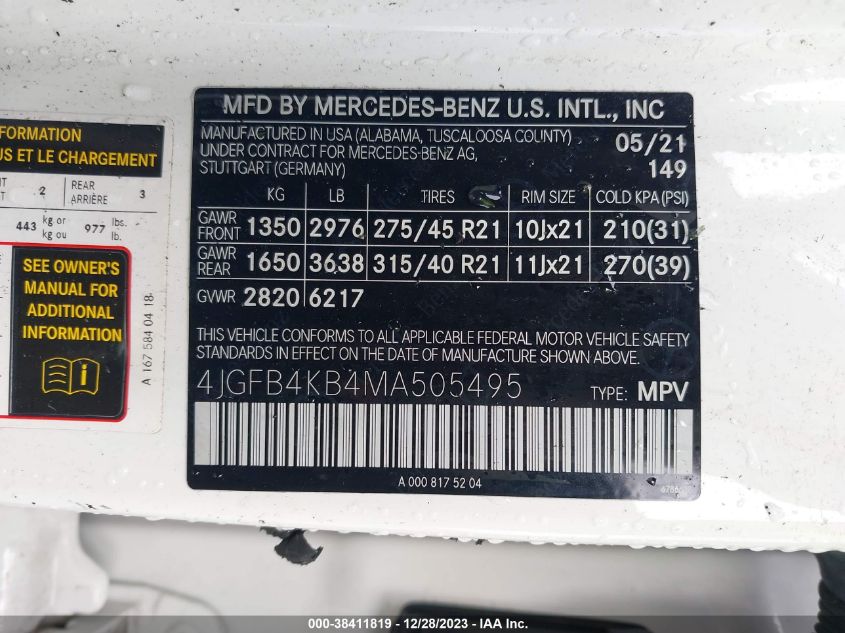 FORMATION
US ET LE CHARGEMENT
2 REAR ARRIÈRE 3
443 kg or kg ou 977 lbs. lb.
SEE OWNER'S
MANUAL FOR
ADDITIONAL
INFORMATION
A 167 584 04 18
MFD BY MERCEDES-BENZ U.S. INTL., INC
MANUFACTURED IN USA (ALABAMA, TUSCALOOSA COUNTY) 05/21
UNDER CONTRACT FOR MERCEDES-BENZ AG,
STUTTGART (GERMANY) 149
KG LB TIRES RIM SIZE COLD KPA (PSI)
GAWR FRONT 1350 2976 275/45 R21 10Jx21 210(31)
GAWR REAR 1650 3638 315/40 R21 11Jx21 270(39)
GVWR 2820 6217
THIS VEHICLE CONFORMS TO ALL APPLICABLE FEDERAL MOTOR VEHICLE SAFETY
STANDARDS IN EFFECT ON THE DATE OF MANUFACTURE SHOWN ABOVE.
4JGFB4KB4MA505495 TYPE: MPV
A 000 817 52 04
000-38411819 - 12/28/2023 - IAA Inc.